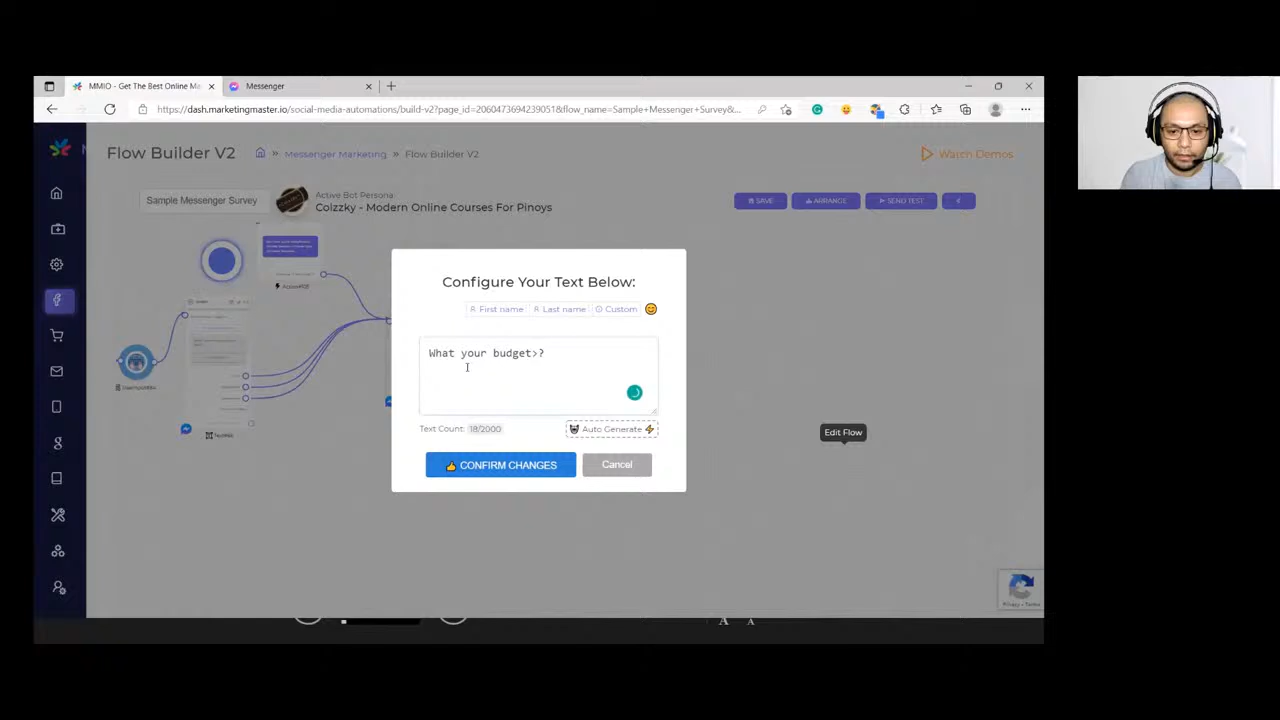 MMIO - Get The Best Online Ma
Messenger
https://dash.marketingmaster.io/social-media-automations/build-v2?page_id=206047369423905&flow_name=Sample+Messenger+Survey&...
Flow Builder V2
» Messenger Marketing » Flow Builder V2
Watch Demos
Sample Messenger Survey
Active Bot Persona:
Coizzky - Modern Online Courses For Pinoys
SAVE
ARRANGE
SEND TEST
Configure Your Text Below:
First name
Last name
Custom
What your budget>?
Text Count: 18/2000
Auto Generate
CONFIRM CHANGES
Cancel
Edit Flow
Privacy - Terms
A A